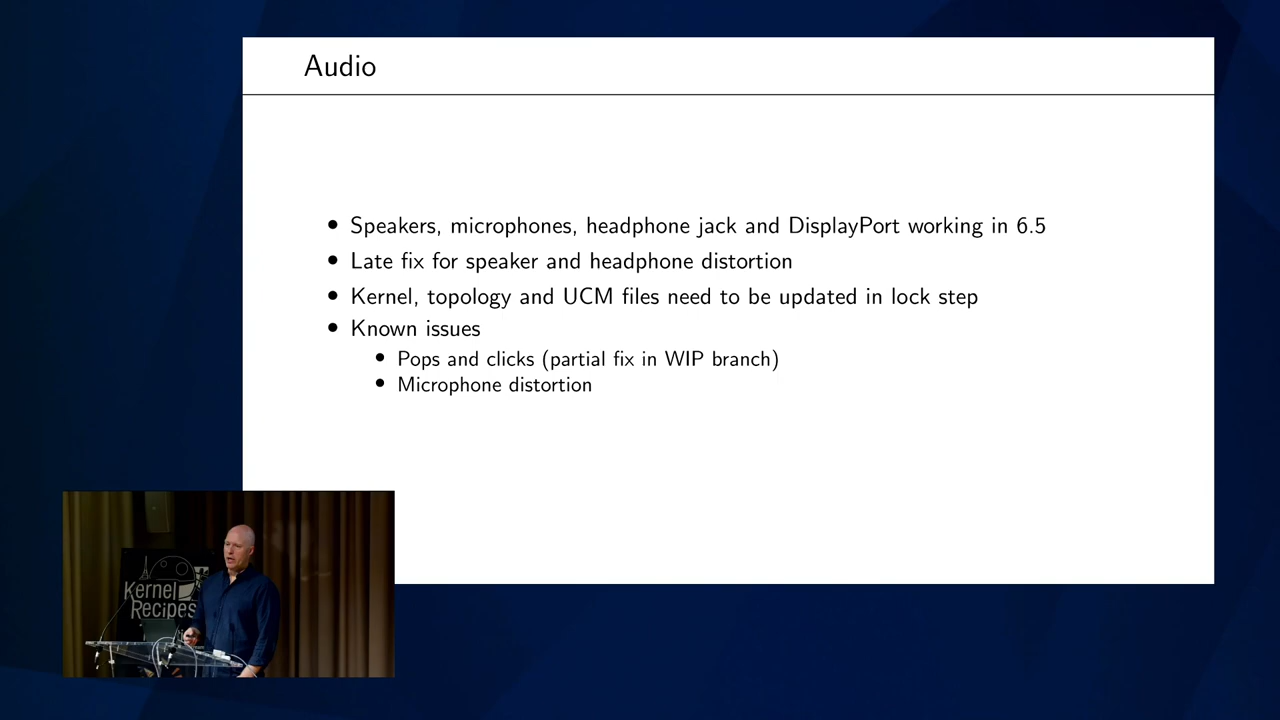 Audio
Speakers, microphones, headphone jack and DisplayPort working in 6.5
Late fix for speaker and headphone distortion
Kernel, topology and UCM files need to be updated in lock step
Known issues
Pops and clicks (partial fix in WIP branch)
Microphone distortion
Kernel
Recipes